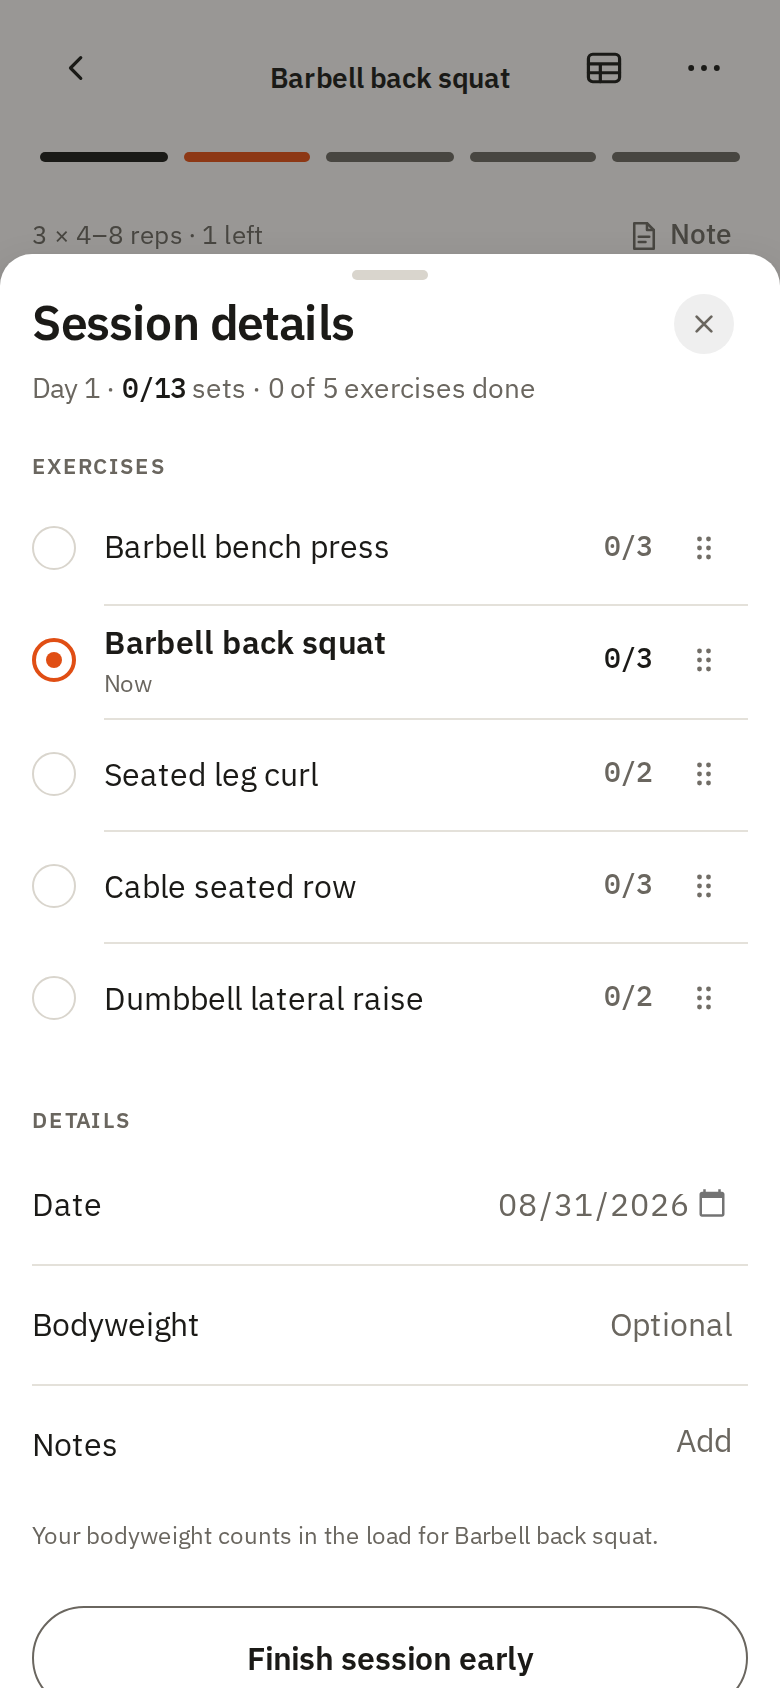 Barbell back squat
3 × 4–8 reps · 1 left
Note
Session details
Day 1 · 0/13 sets · 0 of 5 exercises done
EXERCISES
Barbell bench press 0/3
Barbell back squat 0/3
Now
Seated leg curl 0/2
Cable seated row 0/3
Dumbbell lateral raise 0/2
DETAILS
Date 08/31/2026
Bodyweight Optional
Notes Add
Your bodyweight counts in the load for Barbell back squat.
Finish session early